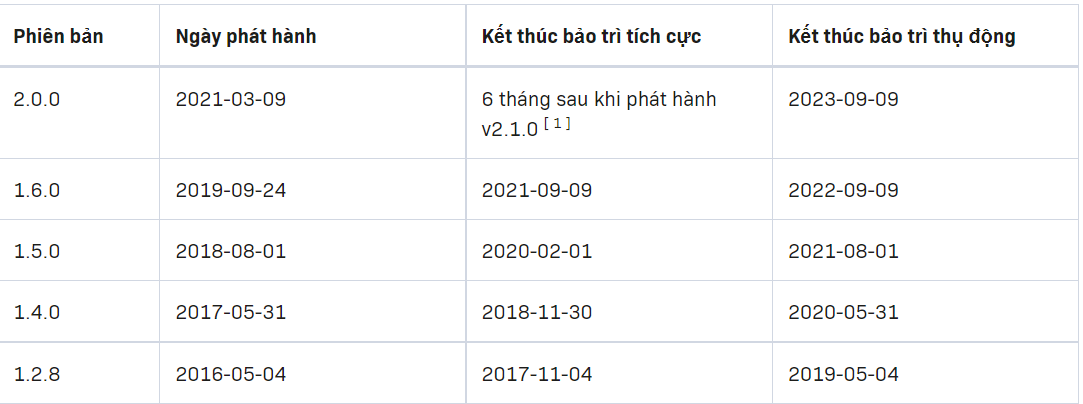 Phiên bản Ngày phát hành Kết thúc bảo trì tích cực Kết thúc bảo trì thụ động
2.0.0 2021-03-09 6 tháng sau khi phát hành 2023-09-09
v2.1.0 [ 1 ]
1.6.0 2019-09-24 2021-09-09 2022-09-09
1.5.0 2018-08-01 2020-02-01 2021-08-01
1.4.0 2017-05-31 2018-11-30 2020-05-31
1.2.8 2016-05-04 2017-11-04 2019-05-04